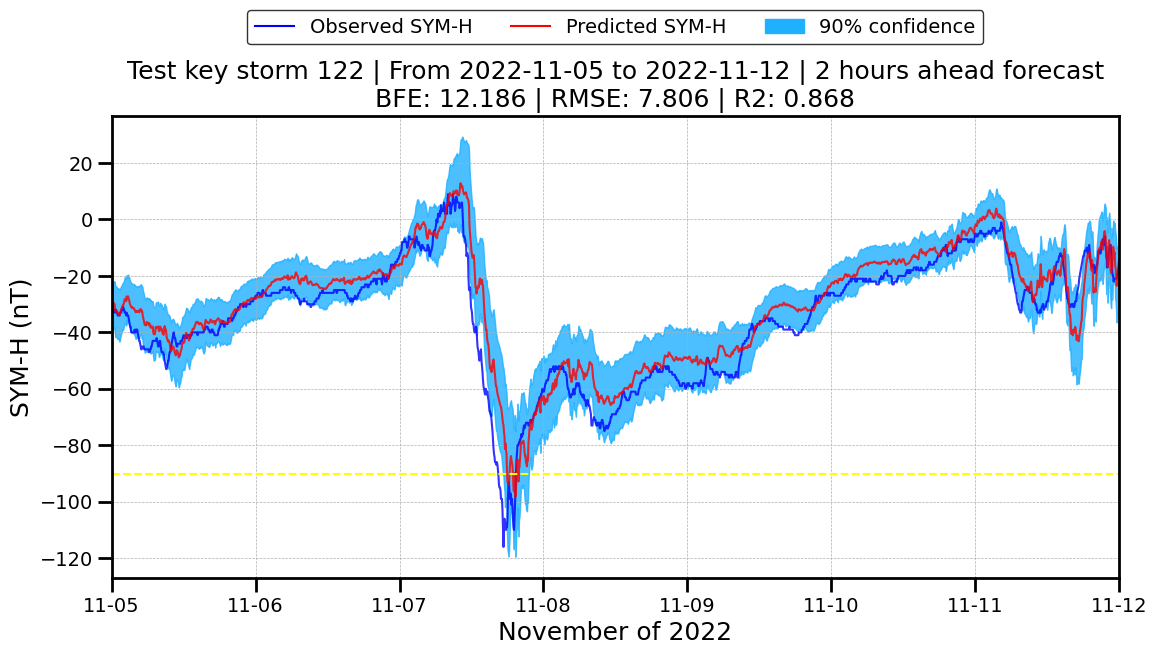 Observed SYM-H Predicted SYM-H 90% confidence
Test key storm 122 | From 2022-11-05 to 2022-11-12 | 2 hours ahead forecast
BFE: 12.186 | RMSE: 7.806 | R2: 0.868
20
0
−20
−40
−60
−80
−100
−120
SYM-H (nT)
11-05 11-06 11-07 11-08 11-09 11-10 11-11 11-12
November of 2022